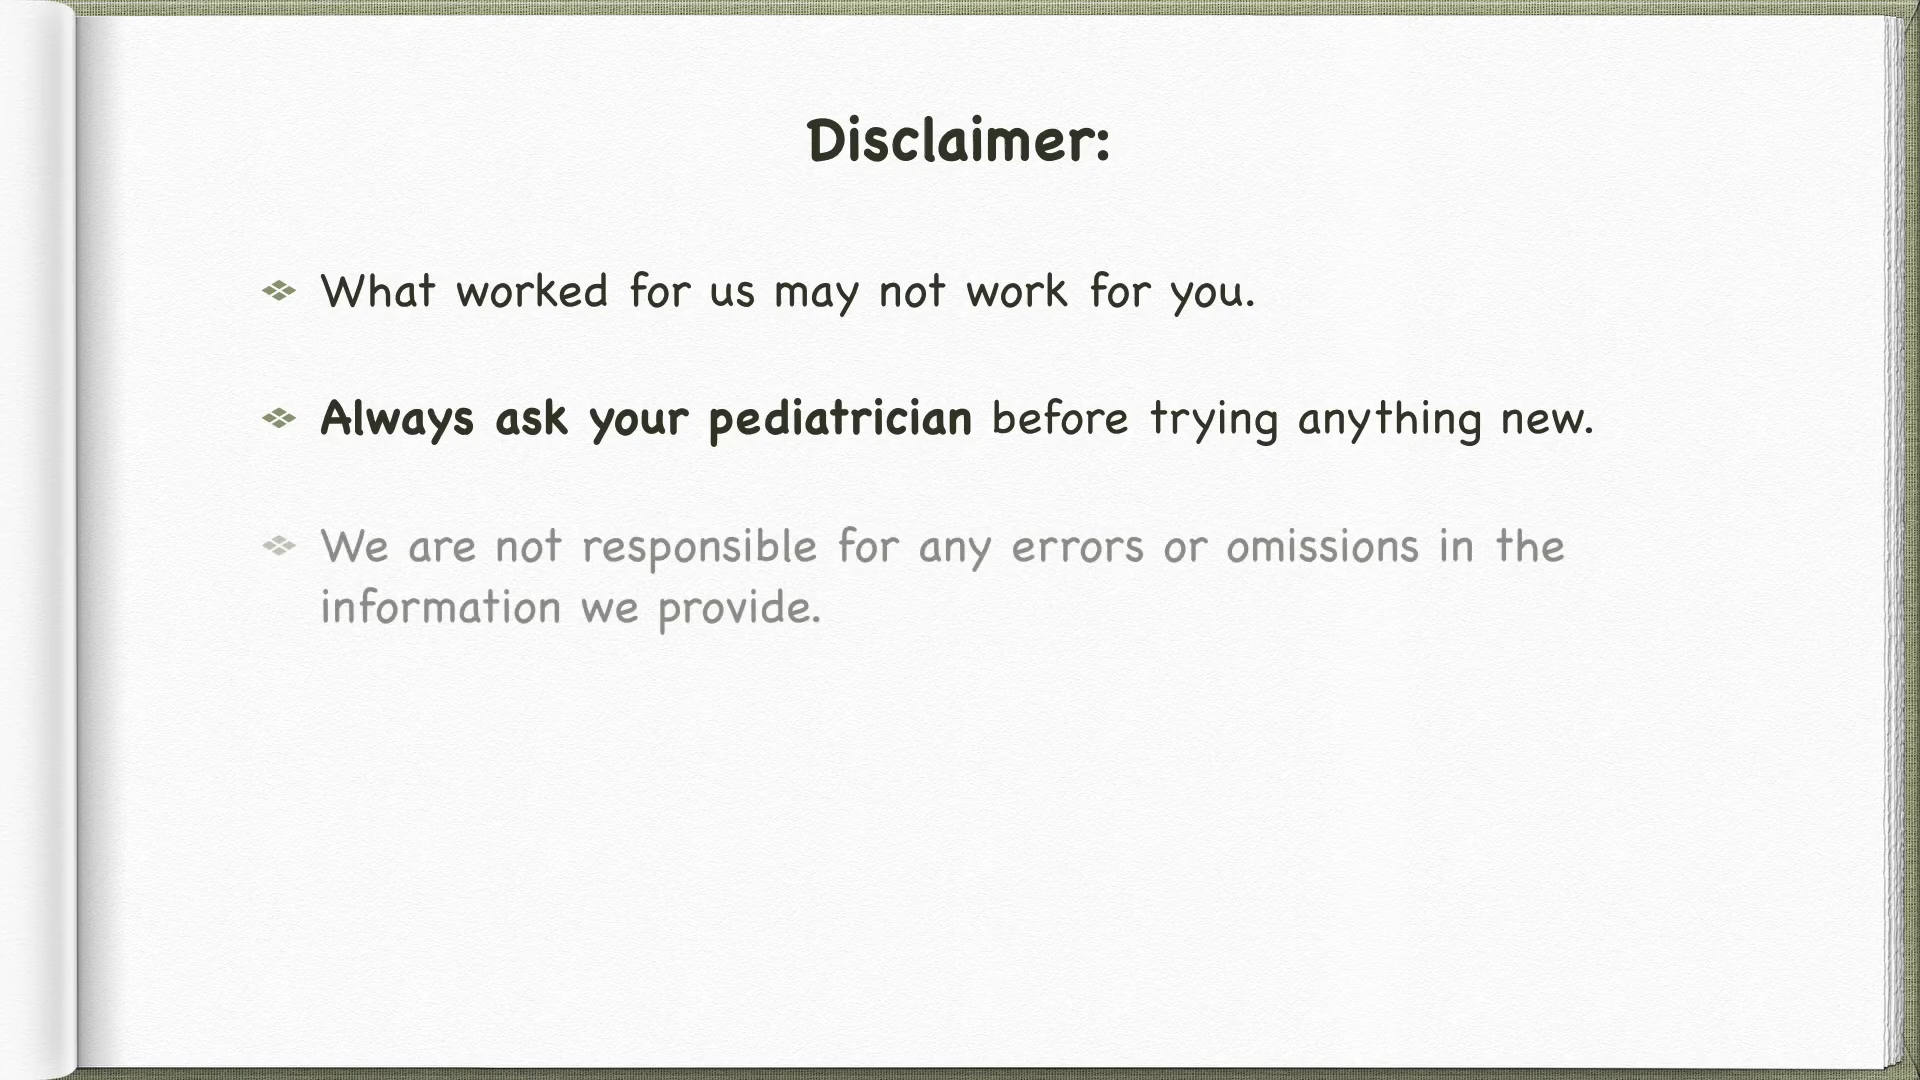 Disclaimer:
What worked for us may not work for you.
Always ask your pediatrician before trying anything new.
We are not responsible for any errors or omissions in the
information we provide.